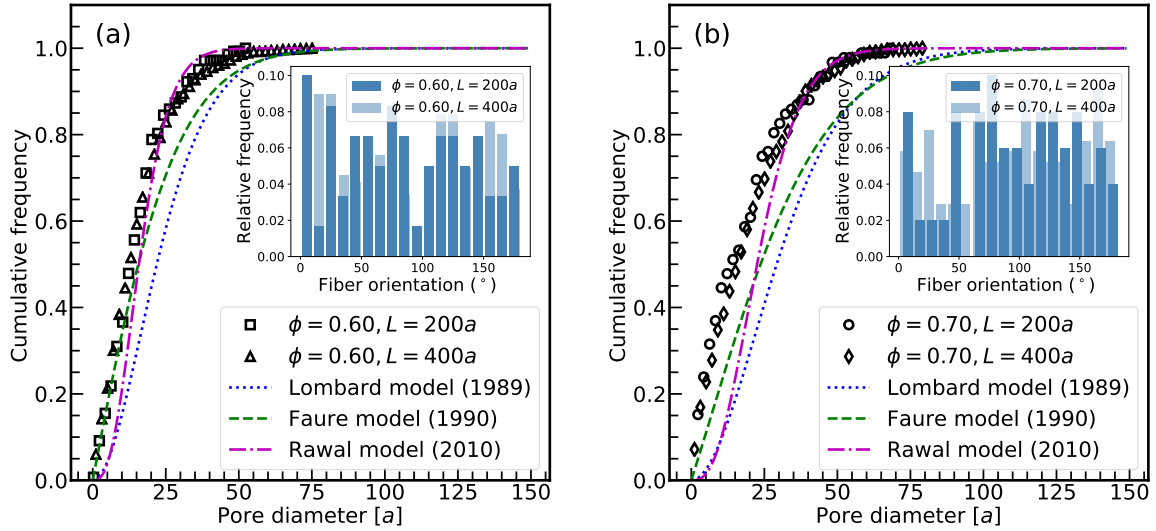 (a)
Cumulative frequency
1.0
0.8
0.6
0.4
0.2
0.0
0 25 50 75 100 125 150
Pore diameter [a]
Relative frequency
0.10
0.08
0.06
0.04
0.02
0.00
0 50 100 150
Fiber orientation (°)
ϕ = 0.60, L = 200a
ϕ = 0.60, L = 400a
ϕ = 0.60, L = 200a
ϕ = 0.60, L = 400a
Lombard model (1989)
Faure model (1990)
Rawal model (2010)
(b)
Cumulative frequency
1.0
0.8
0.6
0.4
0.2
0.0
0 25 50 75 100 125 150
Pore diameter [a]
Relative frequency
0.10
0.08
0.06
0.04
0.02
0.00
0 50 100 150
Fiber orientation (°)
ϕ = 0.70, L = 200a
ϕ = 0.70, L = 400a
ϕ = 0.70, L = 200a
ϕ = 0.70, L = 400a
Lombard model (1989)
Faure model (1990)
Rawal model (2010)